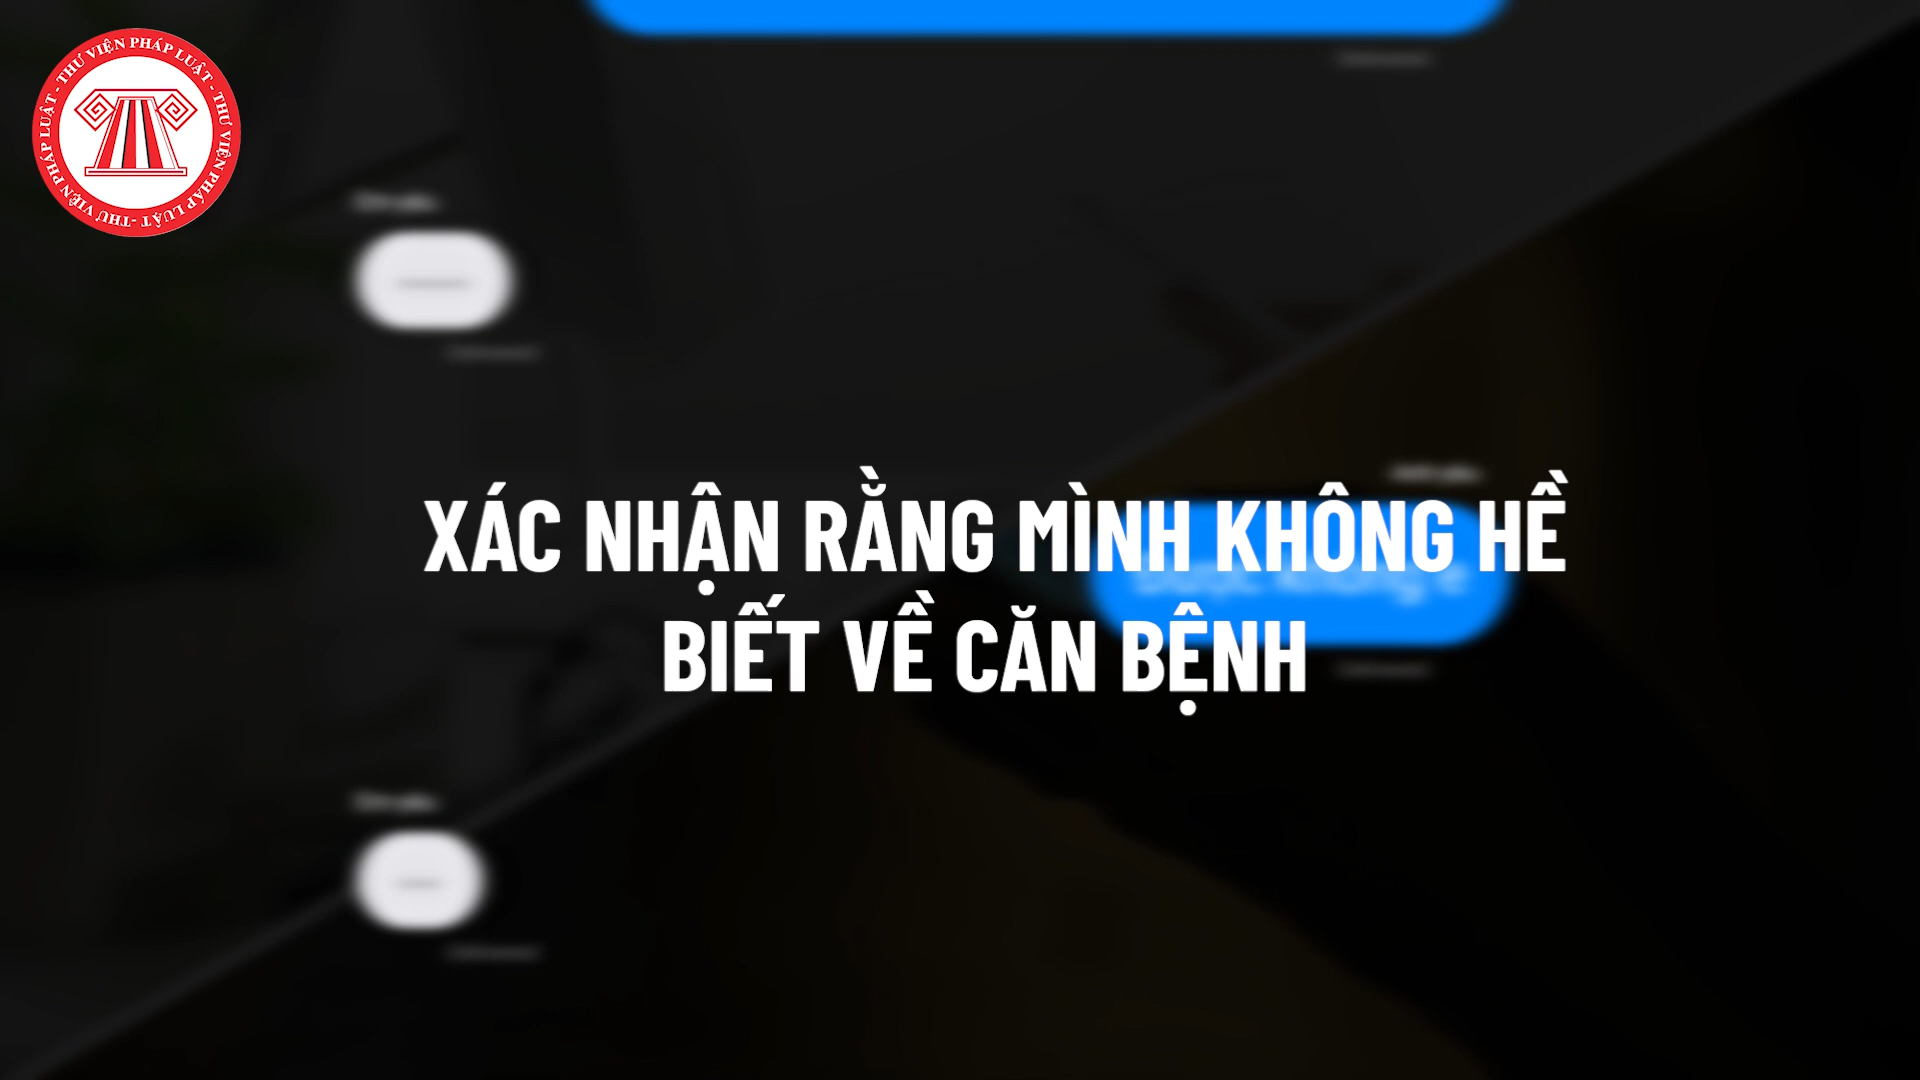 THƯ VIỆN PHÁP LUẬT - THƯ VIỆN PHÁP LUẬT - THƯ VIỆN PHÁP LUẬT -
XÁC NHẬN RẰNG MÌNH KHÔNG HỀ
BIẾT VỀ CĂN BỆNH